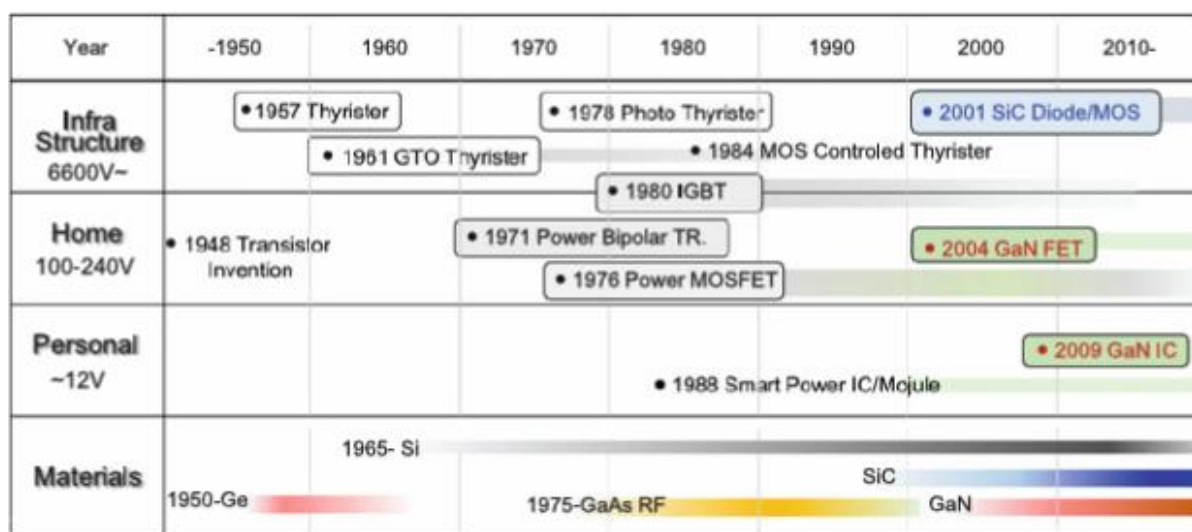 Year -1950 1960 1970 1980 1990 2000 2010-
Infra
Structure
6600V~
1957 Thyrister
1978 Photo Thyrister
2001 SiC Diode/MOS
1961 GTO Thyrister
1984 MOS Controled Thyrister
1980 IGBT
Home
100-240V
1948 Transistor
Invention
1971 Power Bipolar TR.
2004 GaN FET
1976 Power MOSFET
Personal
~12V
2009 GaN IC
1988 Smart Power IC/Mojule
Materials
1965- Si
SiC
1950-Ge
1975-GaAs RF
GaN